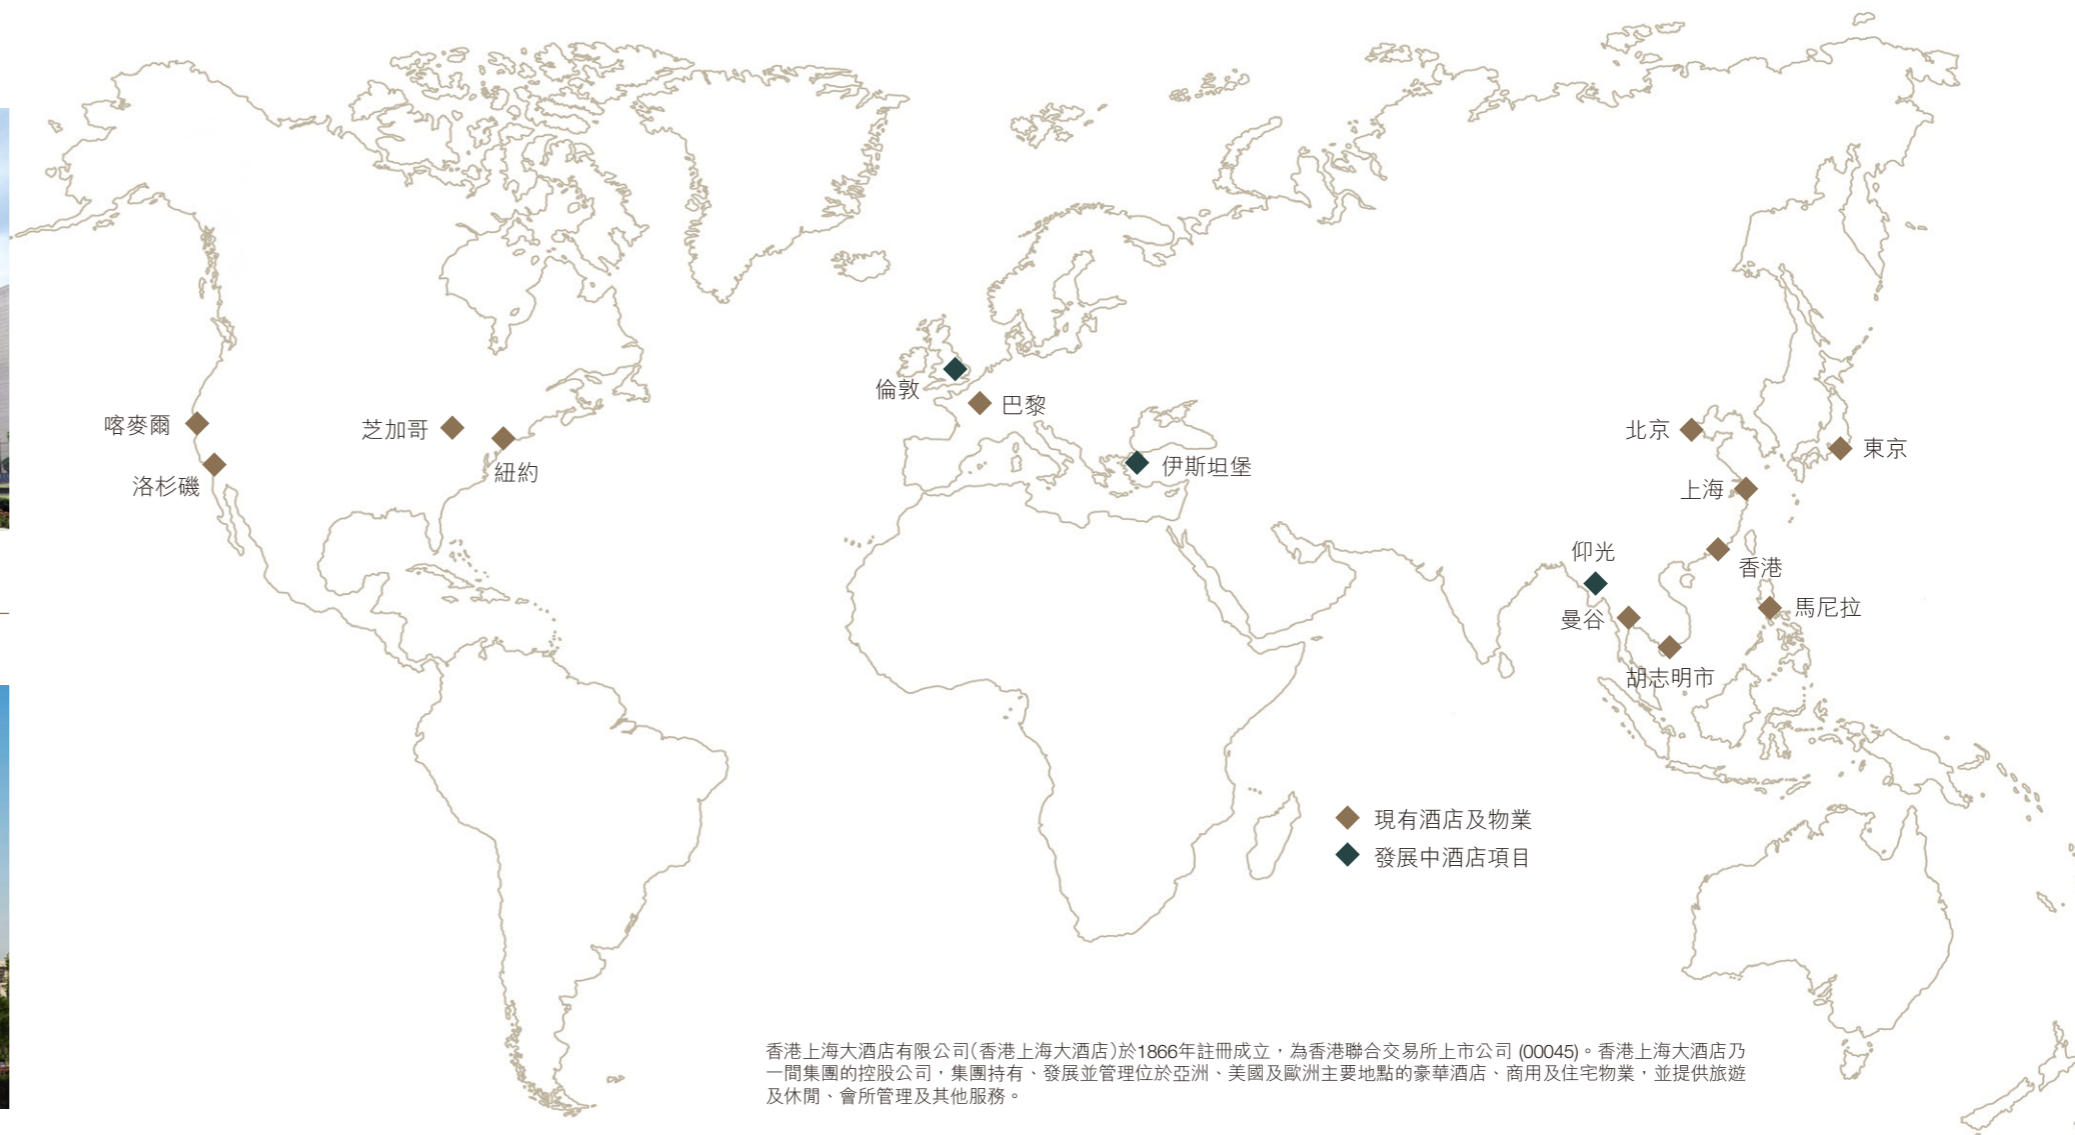 倫敦
巴黎
喀麥爾
芝加哥
紐約
洛杉磯
伊斯坦堡
北京
東京
上海
仰光
香港
曼谷
馬尼拉
胡志明市
現有酒店及物業
發展中酒店項目
香港上海大酒店有限公司(香港上海大酒店)於1866年註冊成立，為香港聯合交易所上市公司 (00045)。香港上海大酒店乃
一間集團的控股公司，集團持有、發展並管理位於亞洲、美國及歐洲主要地點的豪華酒店、商用及住宅物業，並提供旅遊
及休閒、會所管理及其他服務。